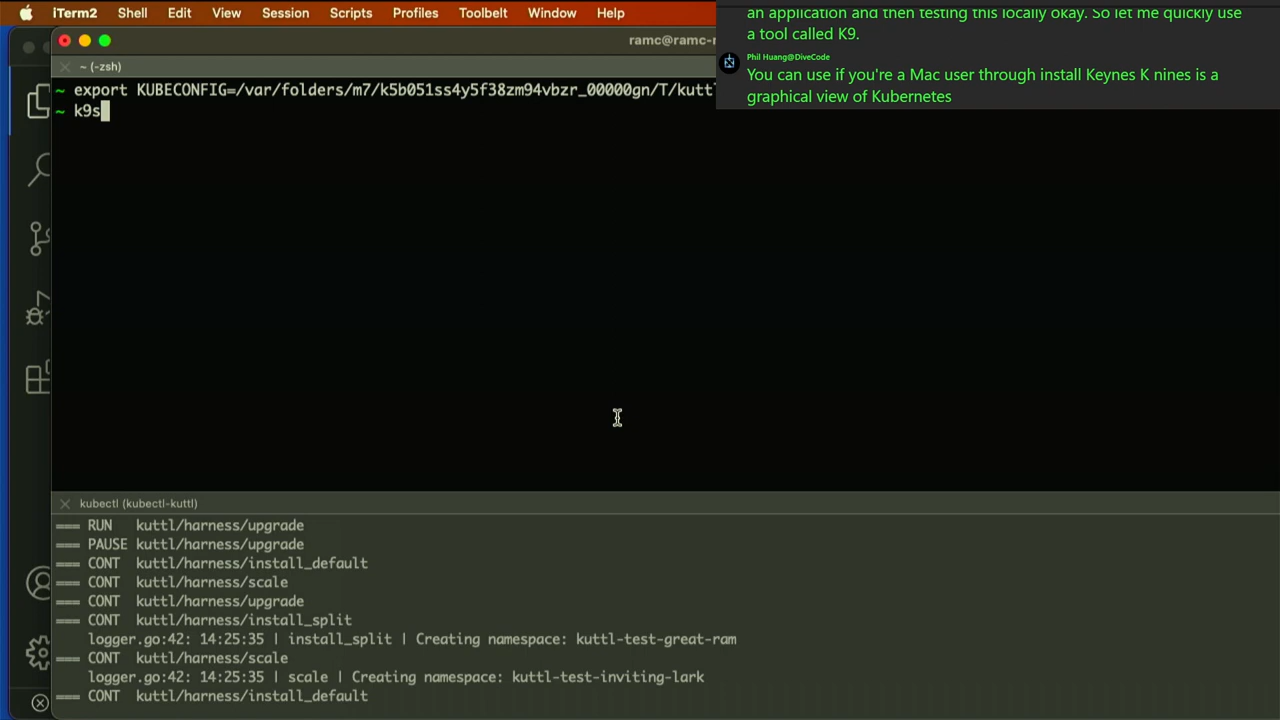 iTerm2 Shell Edit View Session Scripts Profiles Toolbelt Window Help
an application and then testing this locally okay. So let me quickly use
a tool called K9.
Phil Huang@DiveCode
You can use if you're a Mac user through install Keynes K nines is a
graphical view of Kubernetes
ramc@ramc-
~ (-zsh)
~ export KUBECONFIG=/var/folders/m7/k5b051ss4y5f38zm94vbzr_00000gn/T/kuttl
~ k9s
kubectl (kubectl-kuttl)
=== RUN kuttl/harness/upgrade
=== PAUSE kuttl/harness/upgrade
=== CONT kuttl/harness/install_default
=== CONT kuttl/harness/scale
=== CONT kuttl/harness/upgrade
=== CONT kuttl/harness/install_split
logger.go:42: 14:25:35 | install_split | Creating namespace: kuttl-test-great-ram
=== CONT kuttl/harness/scale
logger.go:42: 14:25:35 | scale | Creating namespace: kuttl-test-inviting-lark
=== CONT kuttl/harness/install_default